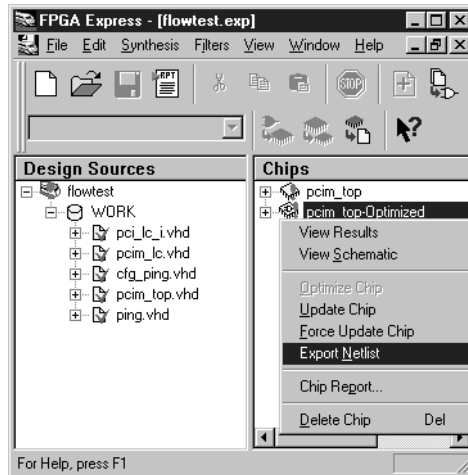 FPGA Express - [flowtest.exp]
File Edit Synthesis Filters View Window Help
RPT STOP
Design Sources
flowtest
WORK
pci_lc_i.vhd
pcim_lc.vhd
cfg_ping.vhd
pcim_top.vhd
ping.vhd
Chips
pcim_top
pcim_top-Optimized
View Results
View Schematic
Optimize Chip
Update Chip
Force Update Chip
Export Netlist
Chip Report...
Delete Chip Del
For Help, press F1